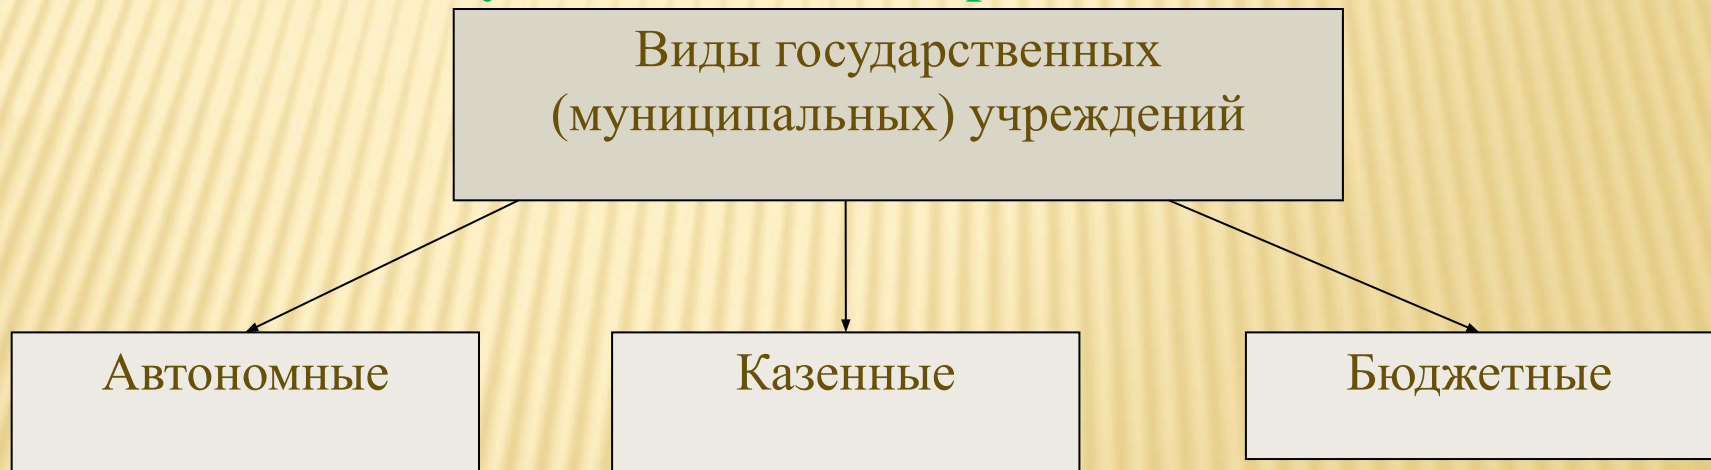 Виды государственных
(муниципальных) учреждений
Автономные
Казенные
Бюджетные